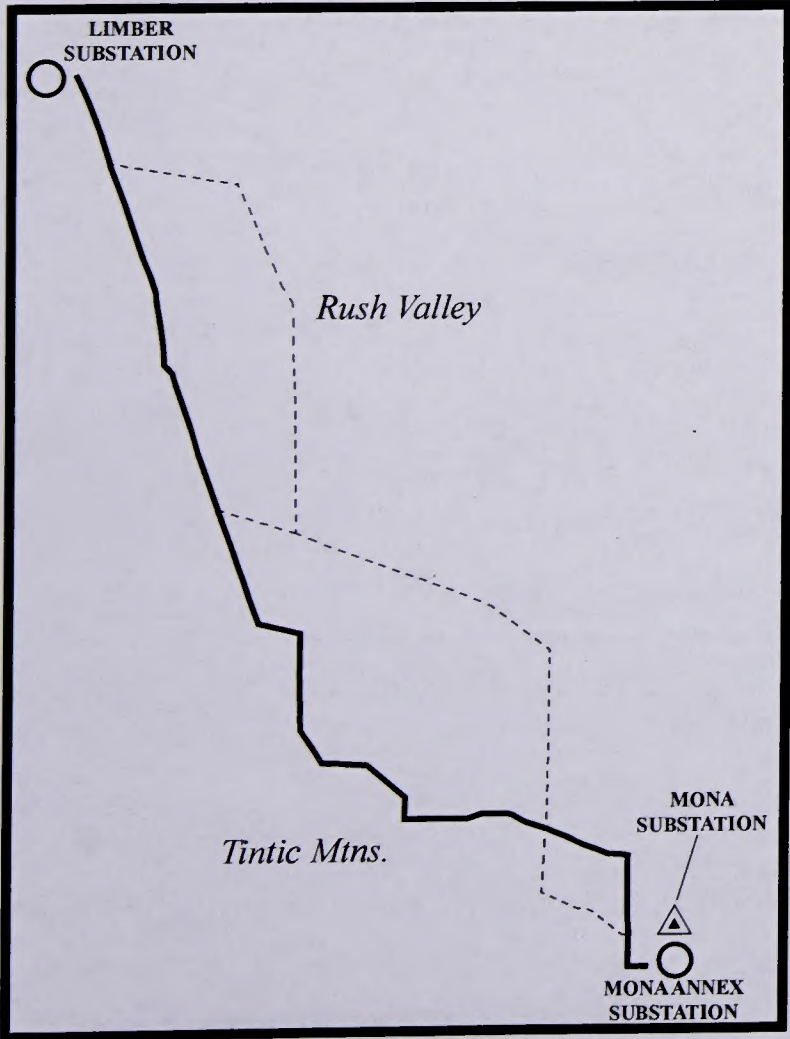 LIMBER
SUBSTATION
Rush Valley
MONA
SUBSTATION
Tintic Mtns.
MONA ANNEX
SUBSTATION